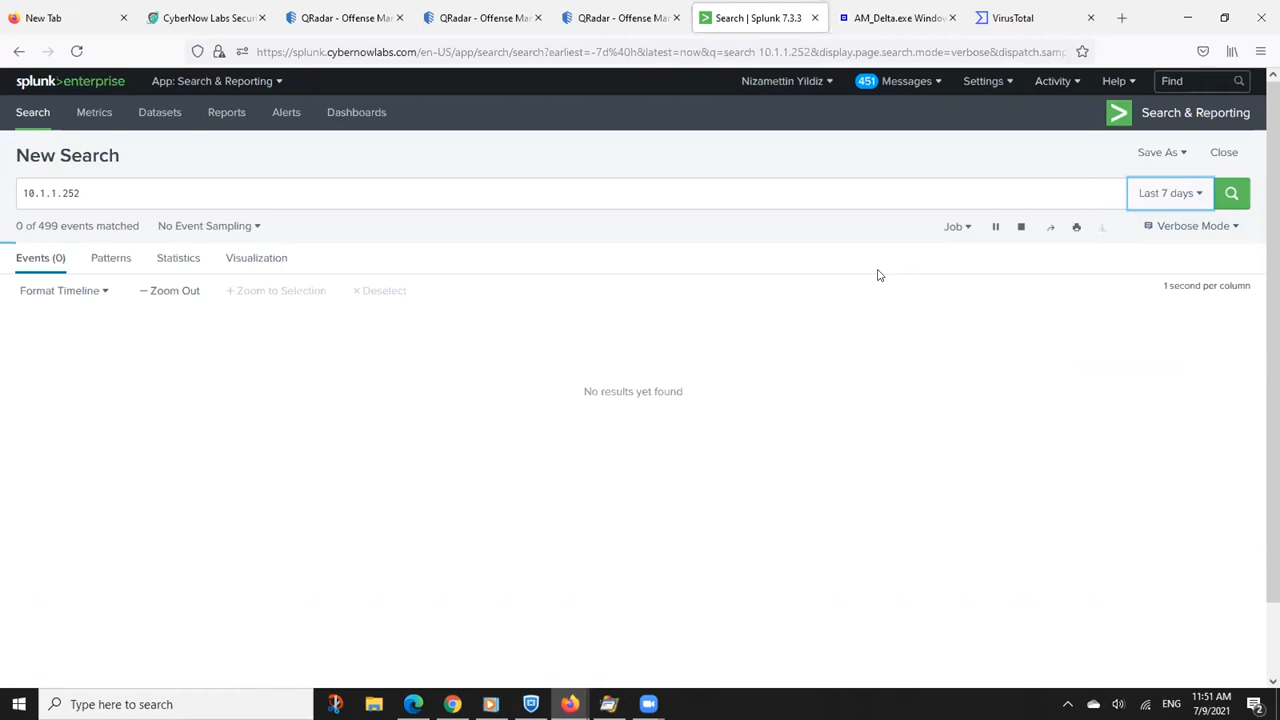 New Tab
CyberNow Labs Securi
QRadar - Offense Mar
QRadar - Offense Mar
QRadar - Offense Mar
Search | Splunk 7.3.3
AM_Delta.exe Window
VirusTotal
https://splunk.cybernowlabs.com/en-US/app/search/search?earliest=-7d%40h&latest=now&q=search 10.1.1.252&display.page.search.mode=verbose&dispatch.samp
splunk>enterprise
App: Search & Reporting
Nizamettin Yildiz
451 Messages
Settings
Activity
Help
Find
Search
Metrics
Datasets
Reports
Alerts
Dashboards
> Search & Reporting
New Search
Save As
Close
10.1.1.252
Last 7 days
0 of 499 events matched
No Event Sampling
Job
Verbose Mode
Events (0)
Patterns
Statistics
Visualization
Format Timeline
— Zoom Out
+ Zoom to Selection
× Deselect
1 second per column
No results yet found
Type here to search
ENG
11:51 AM
7/9/2021
2